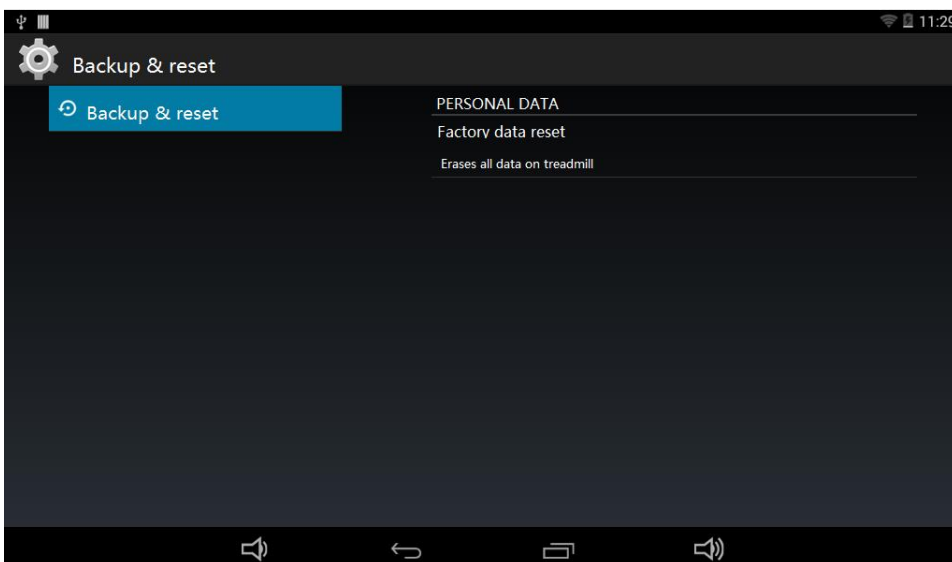 11:29
Backup & reset
Backup & reset
PERSONAL DATA
Factory data reset
Erases all data on treadmill